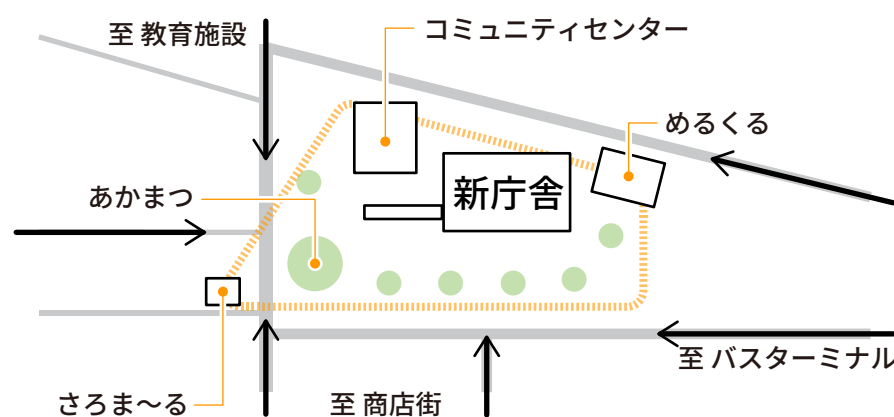 至 教育施設
コミュニティセンター
めるくる
あかまつ
新庁舎
至 バスターミナル
さろま〜る
至 商店街